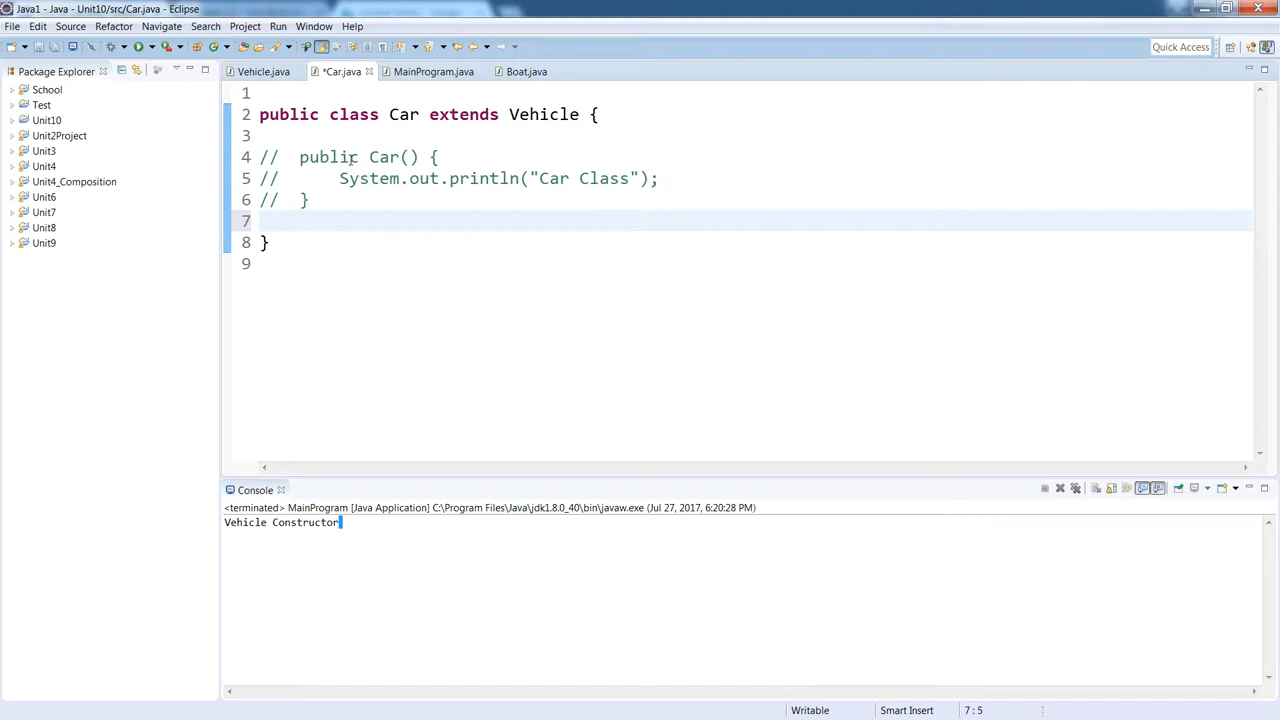 Java1 - Java - Unit10/src/Car.java - Eclipse
File Edit Source Refactor Navigate Search Project Run Window Help
Quick Access
Package Explorer
School
Test
Unit10
Unit2Project
Unit3
Unit4
Unit4_Composition
Unit6
Unit7
Unit8
Unit9
Vehicle.java *Car.java MainProgram.java Boat.java
1
2 public class Car extends Vehicle {
3
4 // public Car() {
5 // System.out.println("Car Class");
6 // }
7
8 }
9
Console
<terminated> MainProgram [Java Application] C:\Program Files\Java\jdk1.8.0_40\bin\javaw.exe (Jul 27, 2017, 6:20:28 PM)
Vehicle Constructor
Writable Smart Insert 7 : 5